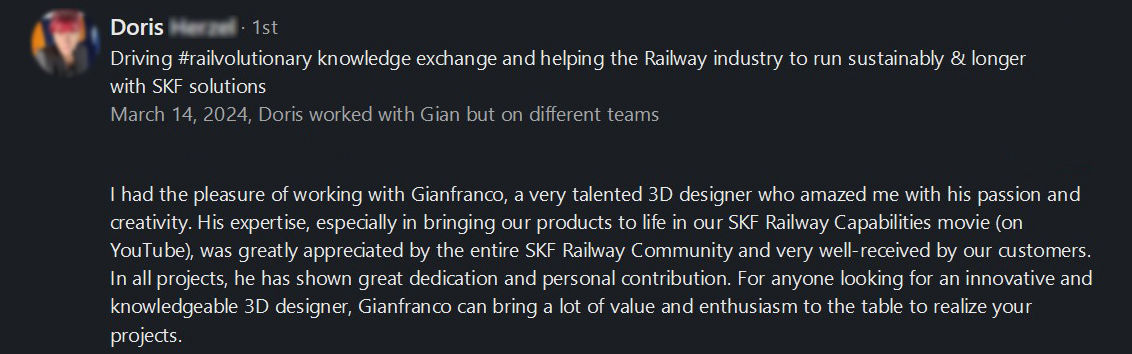 Doris · 1st
Driving #railvolutionary knowledge exchange and helping the Railway industry to run sustainably & longer
with SKF solutions
March 14, 2024, Doris worked with Gian but on different teams
I had the pleasure of working with Gianfranco, a very talented 3D designer who amazed me with his passion and
creativity. His expertise, especially in bringing our products to life in our SKF Railway Capabilities movie (on
YouTube), was greatly appreciated by the entire SKF Railway Community and very well-received by our customers.
In all projects, he has shown great dedication and personal contribution. For anyone looking for an innovative and
knowledgeable 3D designer, Gianfranco can bring a lot of value and enthusiasm to the table to realize your
projects.